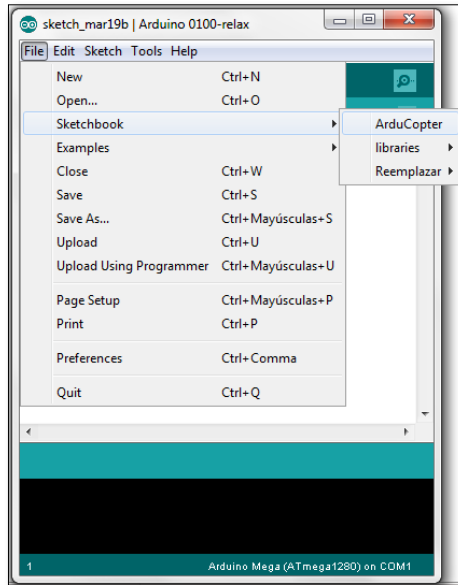 sketch_mar19b | Arduino 0100-relax
File Edit Sketch Tools Help
New Ctrl+N
Open... Ctrl+O
Sketchbook
ArduCopter
Examples
libraries
Close Ctrl+W
Reemplazar
Save Ctrl+S
Save As... Ctrl+Mayúsculas+S
Upload Ctrl+U
Upload Using Programmer Ctrl+Mayúsculas+U
Page Setup Ctrl+Mayúsculas+P
Print Ctrl+P
Preferences Ctrl+Comma
Quit Ctrl+Q
1 Arduino Mega (ATmega1280) on COM1